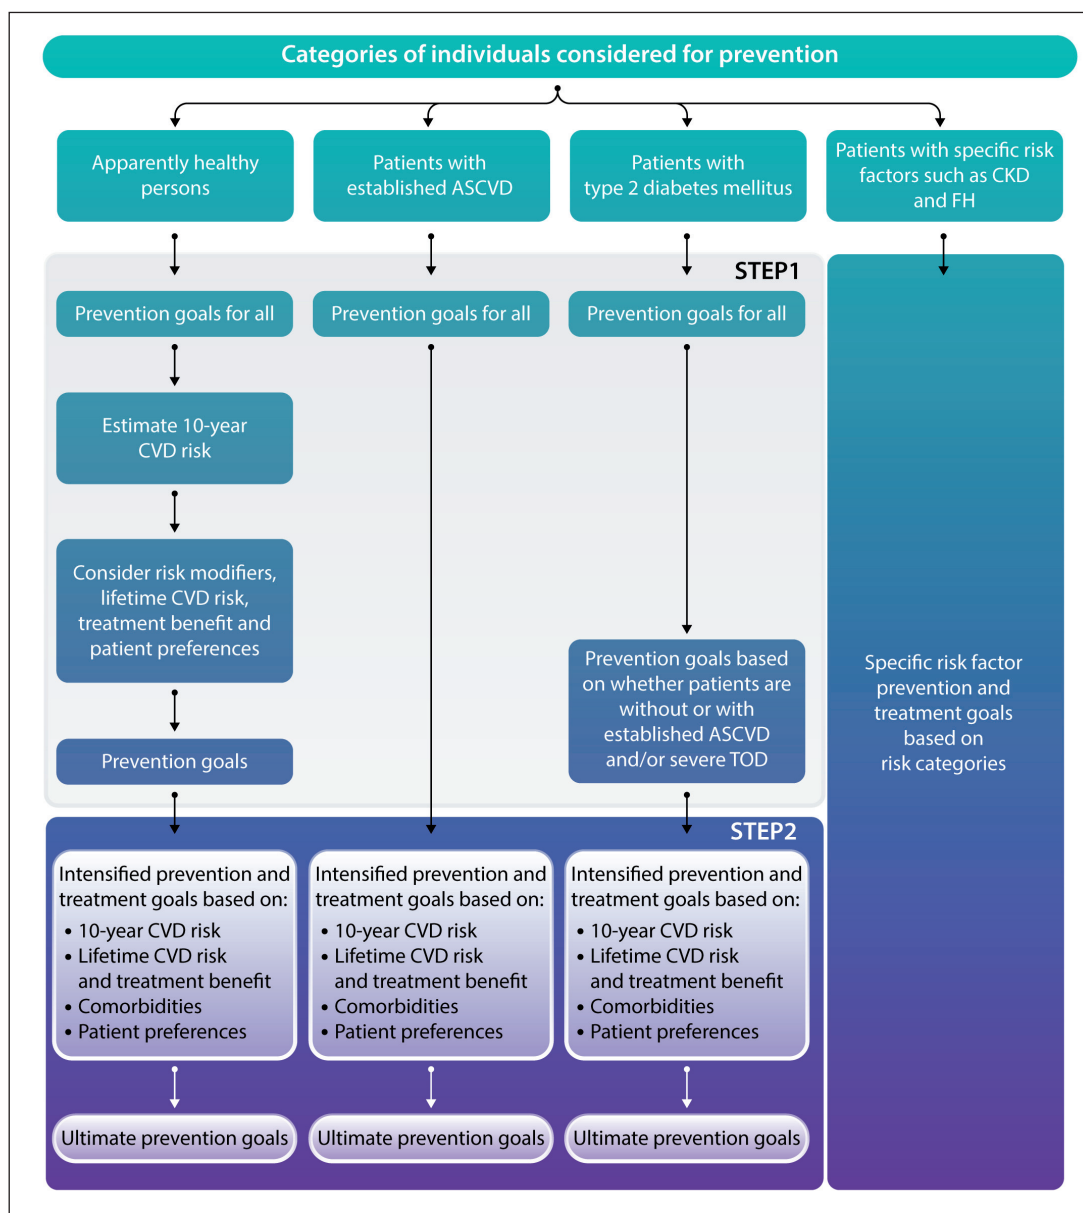 Categories of individuals considered for prevention
Apparently healthy
persons
Patients with
established ASCVD
Patients with
type 2 diabetes mellitus
Patients with specific risk
factors such as CKD
and FH
STEP1
Prevention goals for all
Prevention goals for all
Prevention goals for all
Estimate 10-year
CVD risk
Consider risk modifiers,
lifetime CVD risk,
treatment benefit and
patient preferences
Prevention goals
Prevention goals based
on whether patients are
without or with
established ASCVD
and/or severe TOD
Specific risk factor
prevention and
treatment goals
based on
risk categories
STEP2
Intensified prevention and
treatment goals based on:
• 10-year CVD risk
• Lifetime CVD risk
and treatment benefit
• Comorbidities
• Patient preferences
Intensified prevention and
treatment goals based on:
• 10-year CVD risk
• Lifetime CVD risk
and treatment benefit
• Comorbidities
• Patient preferences
Intensified prevention and
treatment goals based on:
• 10-year CVD risk
• Lifetime CVD risk
and treatment benefit
• Comorbidities
• Patient preferences
Ultimate prevention goals
Ultimate prevention goals
Ultimate prevention goals